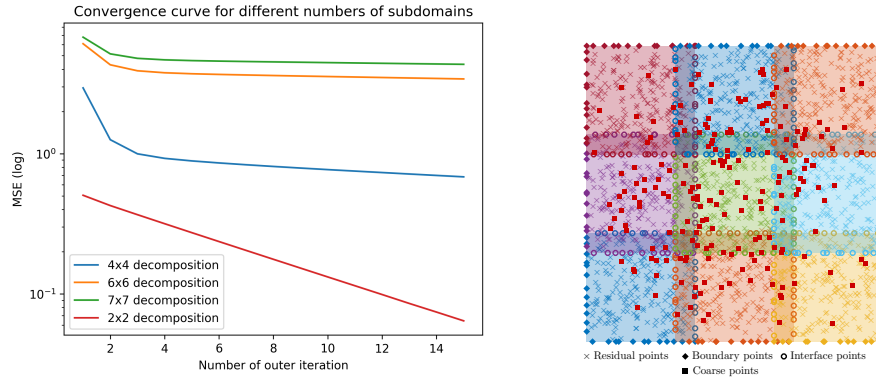 Convergence curve for different numbers of subdomains
MSE (log)
10⁰
10⁻¹
4x4 decomposition
6x6 decomposition
7x7 decomposition
2x2 decomposition
2 4 6 8 10 12 14
Number of outer iteration
× Residual points ◆ Boundary points Interface points
Coarse points